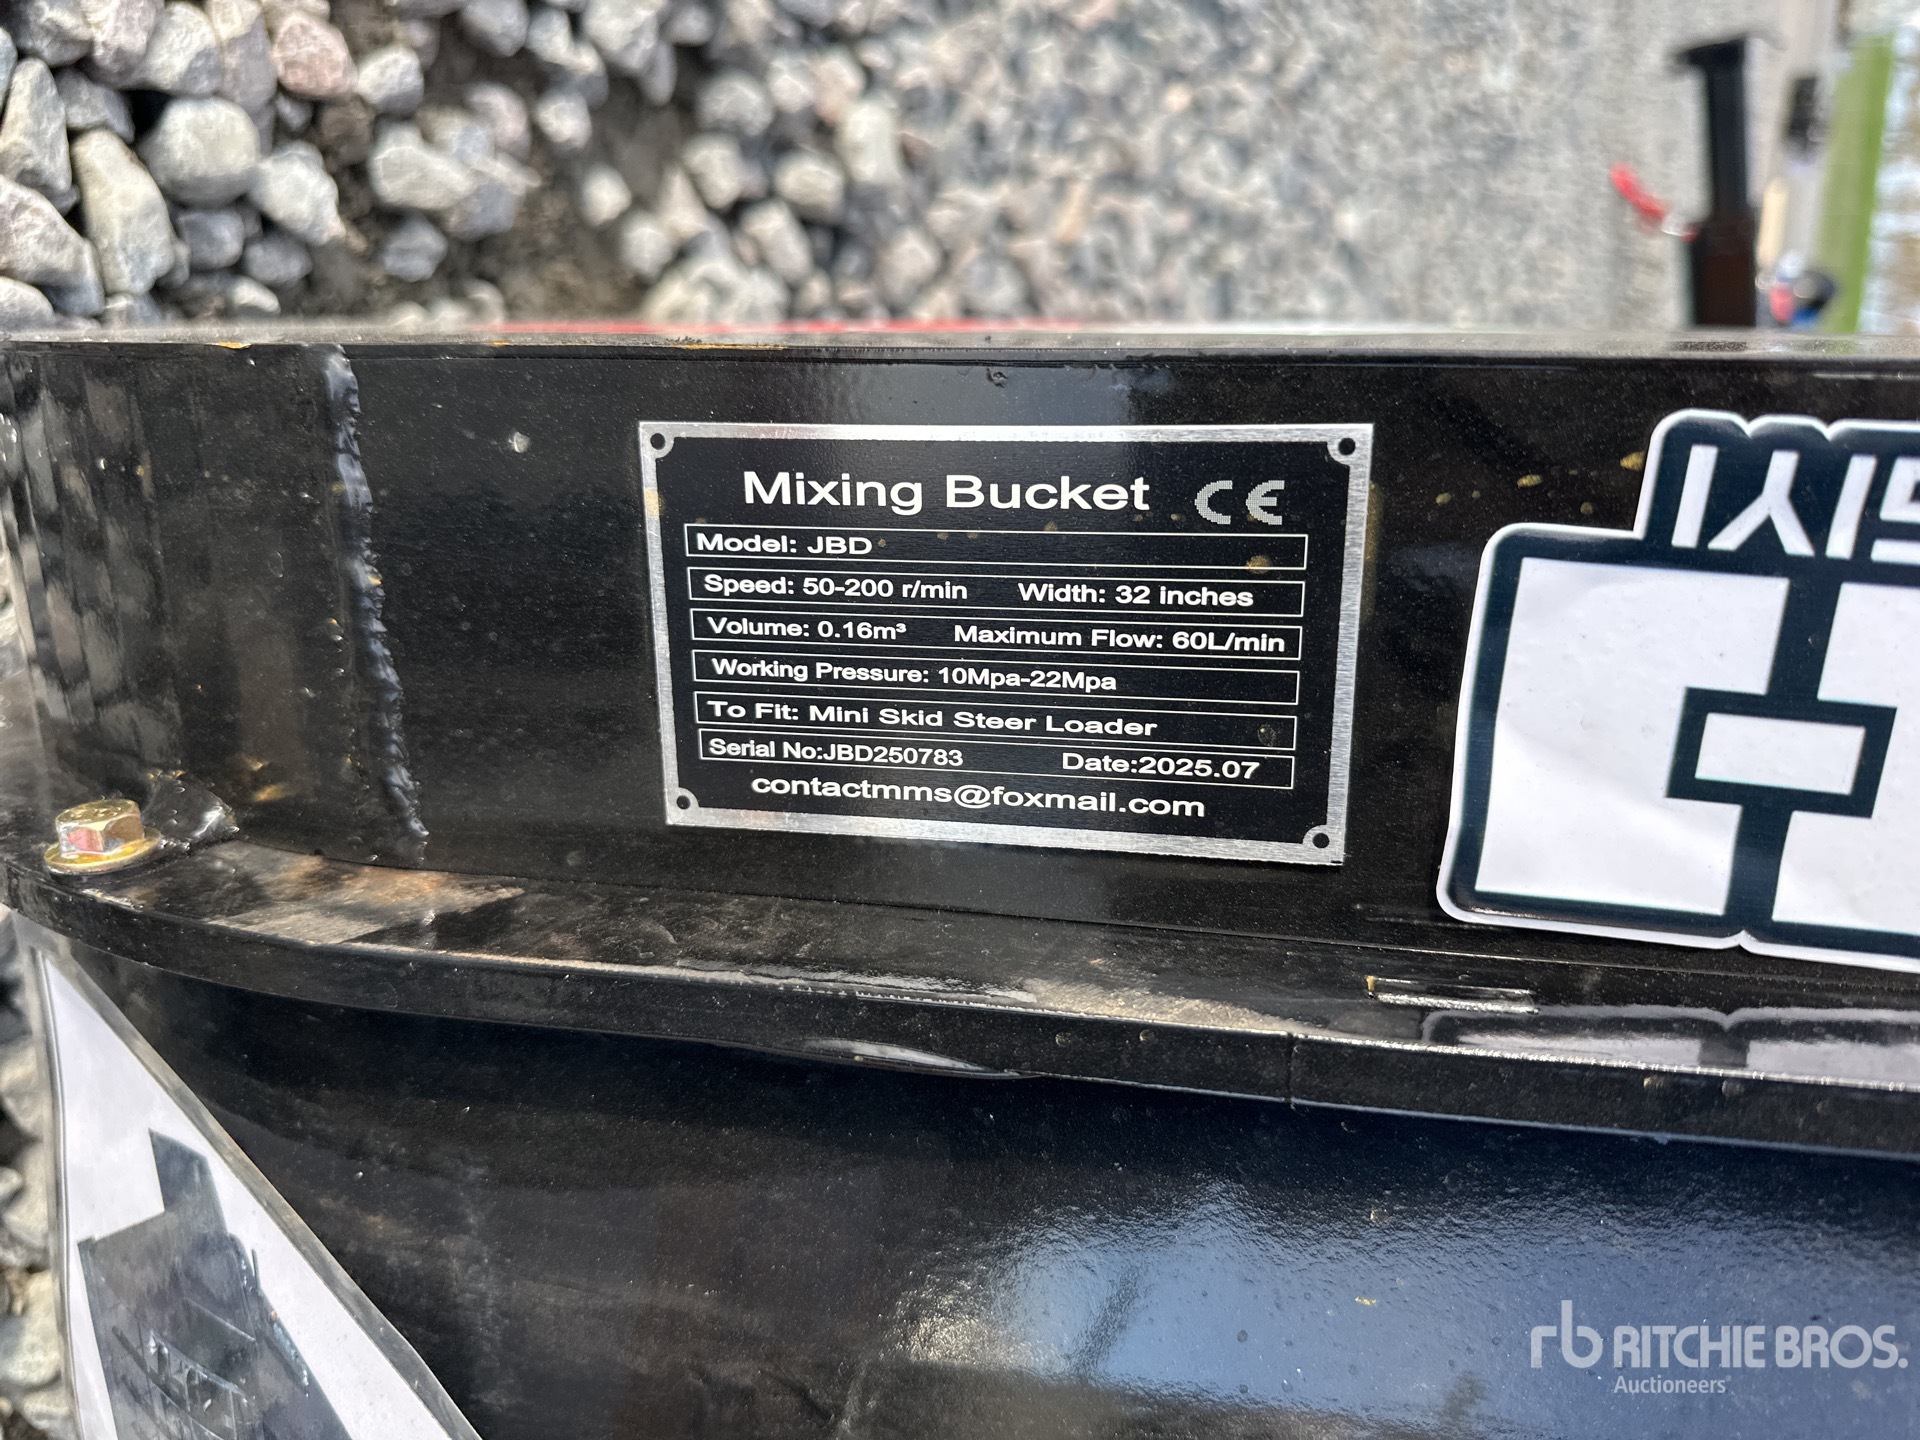 Mixing Bucket CE
Model: JBD
Speed: 50-200 r/min Width: 32 inches
Volume: 0.16m³ Maximum Flow: 60L/min
Working Pressure: 10Mpa-22Mpa
To Fit: Mini Skid Steer Loader
Serial No:JBD250783 Date:2025.07
contactmms@foxmail.com
rb RITCHIE BROS.
Auctioneers